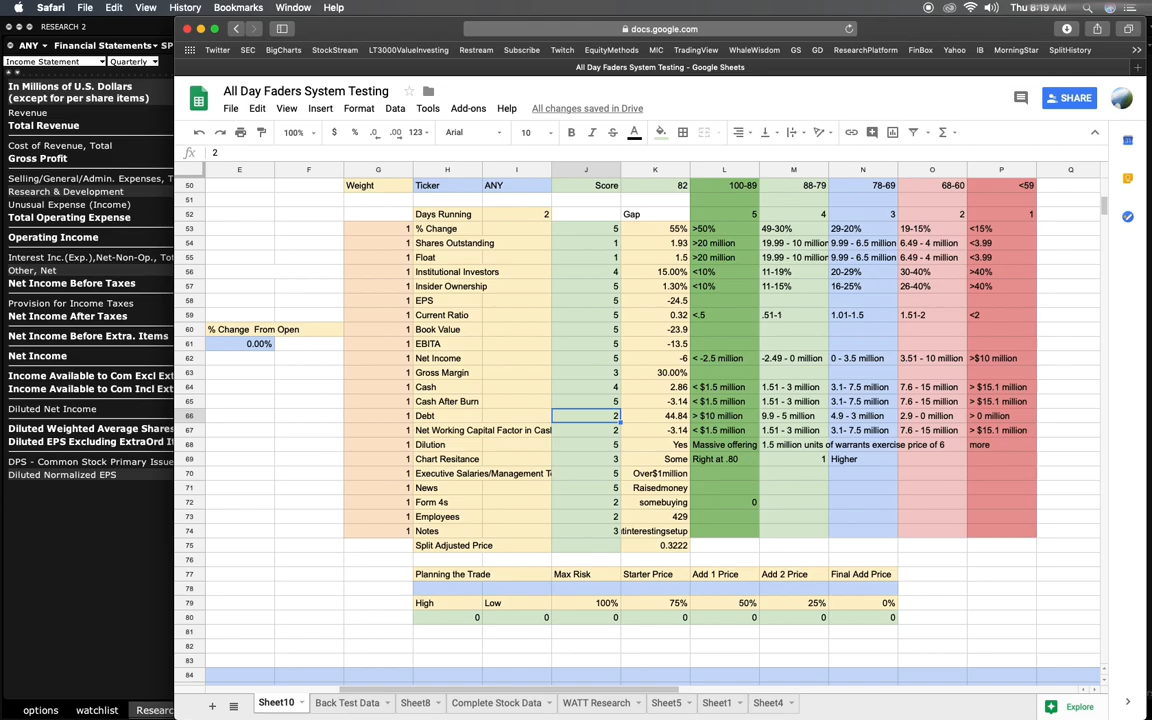 Safari File Edit View History Bookmarks Window Help Thu 8:19 AM
RESEARCH 2
docs.google.com
ANY Financial Statements SP
Income Statement Quarterly
Twitter SEC BigCharts StockStream LT3000ValueInvesting Restream Subscribe Twitch EquityMethods MIC TradingView WhaleWisdom GS GD ResearchPlatform FinBox Yahoo IB MorningStar SplitHistory
All Day Faders System Testing - Google Sheets
In Millions of U.S. Dollars
(except for per share items)
Revenue
Total Revenue
Cost of Revenue, Total
Gross Profit
Selling/General/Admin. Expenses, T
Research & Development
Unusual Expense (Income)
Total Operating Expense
Operating Income
Interest Inc.(Exp.),Net-Non-Op., Tot
Other, Net
Net Income Before Taxes
Provision for Income Taxes
Net Income After Taxes
Net Income Before Extra. Items
Net Income
Income Available to Com Excl Ext
Income Available to Com Incl Ext
Diluted Net Income
Diluted Weighted Average Shares
Diluted EPS Excluding ExtraOrd It
DPS - Common Stock Primary Issue
Diluted Normalized EPS
options watchlist Researc
All Day Faders System Testing
File Edit View Insert Format Data Tools Add-ons Help All changes saved in Drive
SHARE
100% $ % .0 .00 123 Arial 10 B I S A
fx 2
E F G H I J K L M N O P Q
50 Weight Ticker ANY Score 82 100-89 88-79 78-69 68-60 <59
51
52 Days Running 2 Gap 5 4 3 2 1
53 1 % Change 5 55% >50% 49-30% 29-20% 19-15% <15%
54 1 Shares Outstanding 1 1.93 >20 million 19.99 - 10 million 9.99 - 6.5 million 6.49 - 4 million <3.99
55 1 Float 1 1.5 >20 million 19.99 - 10 million 9.99 - 6.5 million 6.49 - 4 million <3.99
56 1 Institutional Investors 4 15.00% <10% 11-19% 20-29% 30-40% >40%
57 1 Insider Ownership 5 1.30% <10% 11-15% 16-25% 26-40% >40%
58 1 EPS 5 -24.5
59 1 Current Ratio 5 0.32 <.5 .51-1 1.01-1.5 1.51-2 <2
60 % Change From Open 1 Book Value 5 -23.9
61 0.00% 1 EBITA 5 -13.5
62 1 Net Income 5 -6 < -2.5 million -2.49 - 0 million 0 - 3.5 million 3.51 - 10 million >$10 million
63 1 Gross Margin 3 30.00%
64 1 Cash 4 2.86 < $1.5 million 1.51 - 3 million 3.1- 7.5 million 7.6 - 15 million > $15.1 million
65 1 Cash After Burn 5 -3.14 < $1.5 million 1.51 - 3 million 3.1- 7.5 million 7.6 - 15 million > $15.1 million
66 1 Debt 2 44.84 > $10 million 9.9 - 5 million 4.9 - 3 million 2.9 - 0 million > 0 million
67 1 Net Working Capital Factor in Cash 2 -3.14 < $1.5 million 1.51 - 3 million 3.1- 7.5 million 7.6 - 15 million > $15.1 million
68 1 Dilution 5 Yes Massive offering 1.5 million units of warrants exercise price of 6 more
69 1 Chart Resitance 3 Some Right at .80 1 Higher
70 1 Executive Salaries/Management T 5 Over$1million
71 1 News 5 Raisedmoney
72 1 Form 4s 2 somebuying 0
73 1 Employees 2 429
74 1 Notes 3 tinterestingsetup
75 Split Adjusted Price 0.3222
76
77 Planning the Trade Max Risk Starter Price Add 1 Price Add 2 Price Final Add Price
78
79 High Low 100% 75% 50% 25% 0%
80 0 0 0 0 0 0 0
81
82
83
84
Sheet10 Back Test Data Sheet8 Complete Stock Data WATT Research Sheet5 Sheet1 Sheet4 Explore